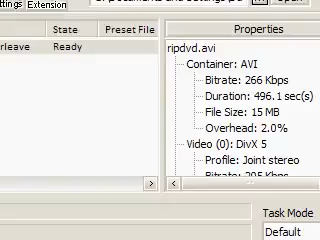 ttings Extension
State Preset File Properties
rleave Ready
ripdvd.avi
Container: AVI
Bitrate: 266 Kbps
Duration: 496.1 sec(s)
File Size: 15 MB
Overhead: 2.0%
Video (0): DivX 5
Profile: Joint stereo
Bitrate: 205 Kbps
Task Mode
Default